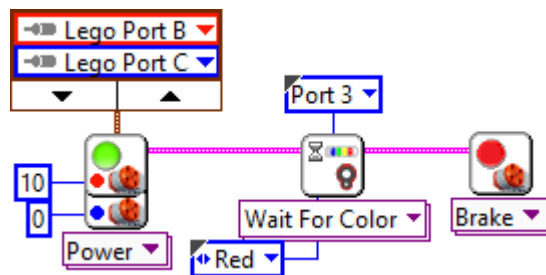 Lego Port B
Lego Port C
Port 3
10
0
Power
Wait For Color
Brake
Red